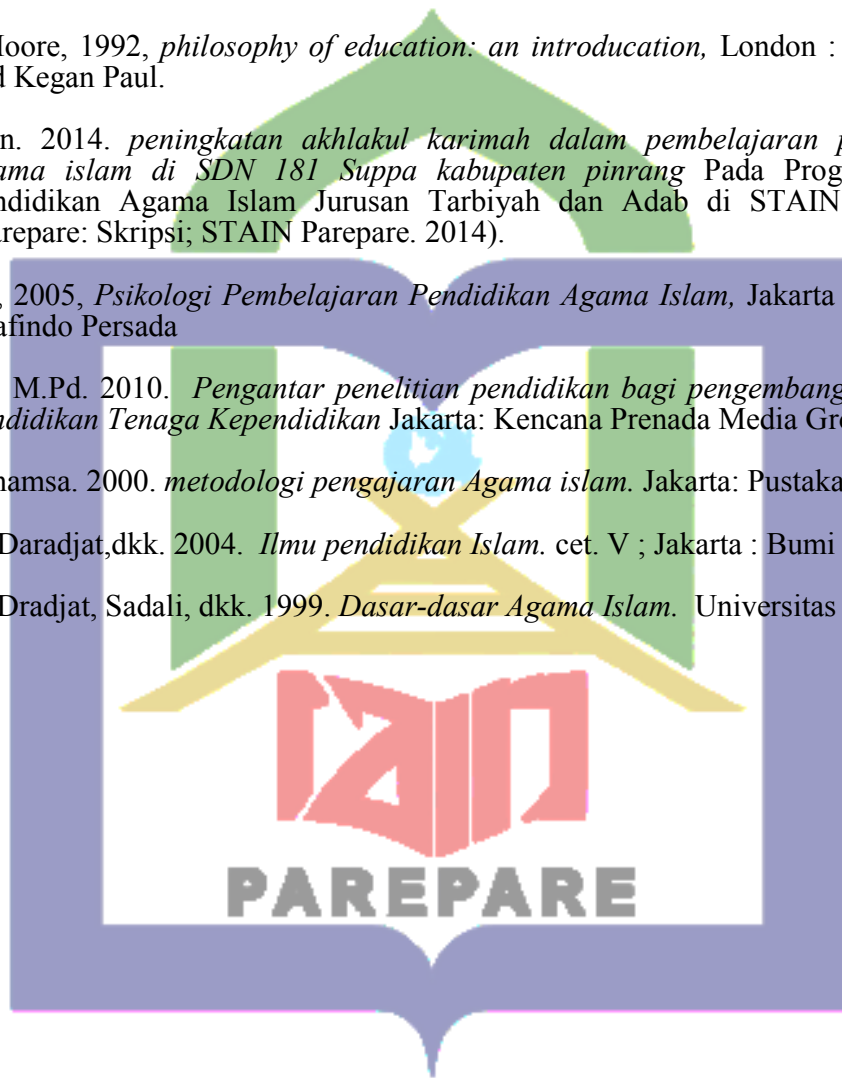 Moore, 1992, philosophy of education: an introducation, London :
d Kegan Paul.
n. 2014. peningkatan akhlakul karimah dalam pembelajaran p
ama islam di SDN 181 Suppa kabupaten pinrang Pada Prog
ndidikan Agama Islam Jurusan Tarbiyah dan Adab di STAIN
arepare: Skripsi; STAIN Parepare. 2014).
, 2005, Psikologi Pembelajaran Pendidikan Agama Islam, Jakarta
afindo Persada
M.Pd. 2010. Pengantar penelitian pendidikan bagi pengembang
ndidikan Tenaga Kependidikan Jakarta: Kencana Prenada Media Gr
hamsa. 2000. metodologi pengajaran Agama islam. Jakarta: Pustaka
Daradjat,dkk. 2004. Ilmu pendidikan Islam. cet. V ; Jakarta : Bumi
Dradjat, Sadali, dkk. 1999. Dasar-dasar Agama Islam. Universitas
iain
PAREPARE